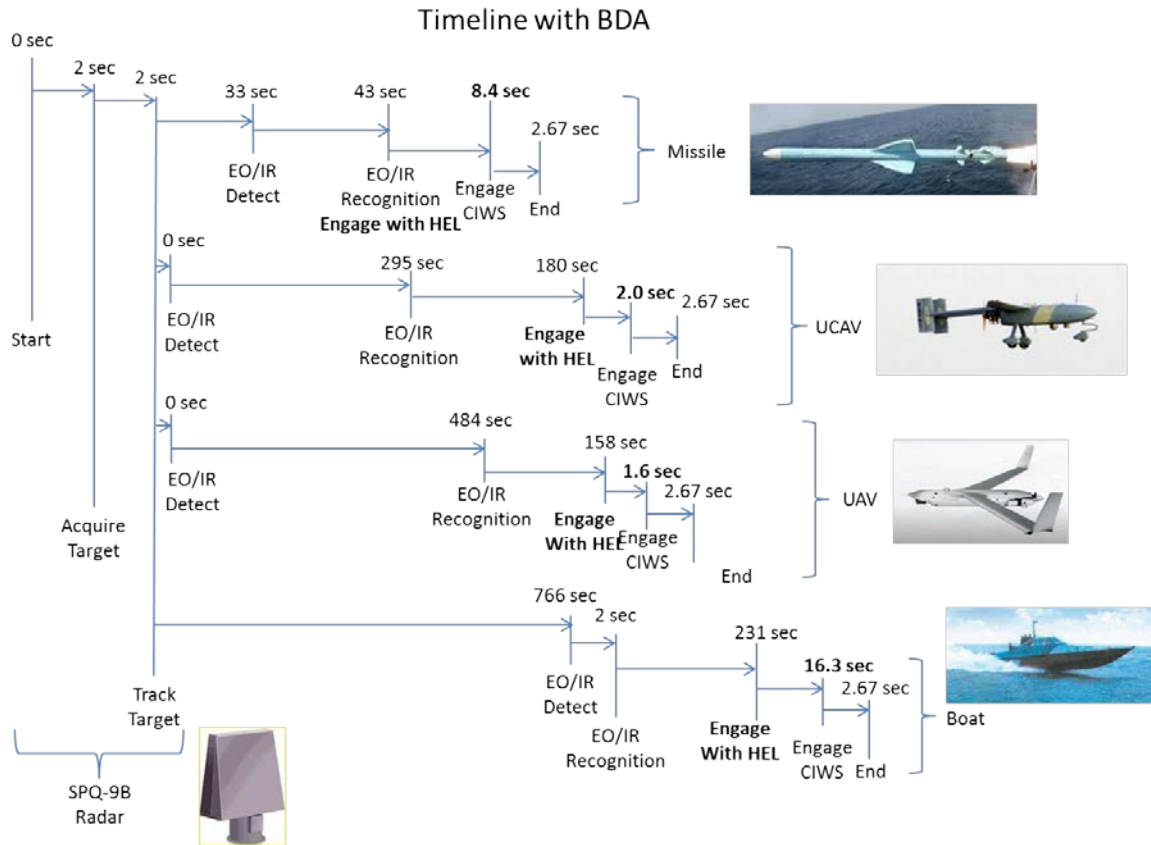 Timeline with BDA
0 sec
2 sec
2 sec
33 sec
43 sec
8.4 sec
2.67 sec
EO/IR
Detect
EO/IR
Recognition
Engage with HEL
Engage
CIWS
End
Missile
0 sec
295 sec
180 sec
2.0 sec
2.67 sec
EO/IR
Detect
EO/IR
Recognition
Engage
with HEL
Engage
CIWS
End
UCAV
Start
0 sec
484 sec
158 sec
1.6 sec
2.67 sec
EO/IR
Detect
EO/IR
Recognition
Engage
With HEL
Engage
CIWS
End
UAV
Acquire
Target
766 sec
2 sec
231 sec
16.3 sec
2.67 sec
EO/IR
Detect
EO/IR
Recognition
Engage
With HEL
Engage
CIWS
End
Boat
Track
Target
SPQ-9B
Radar